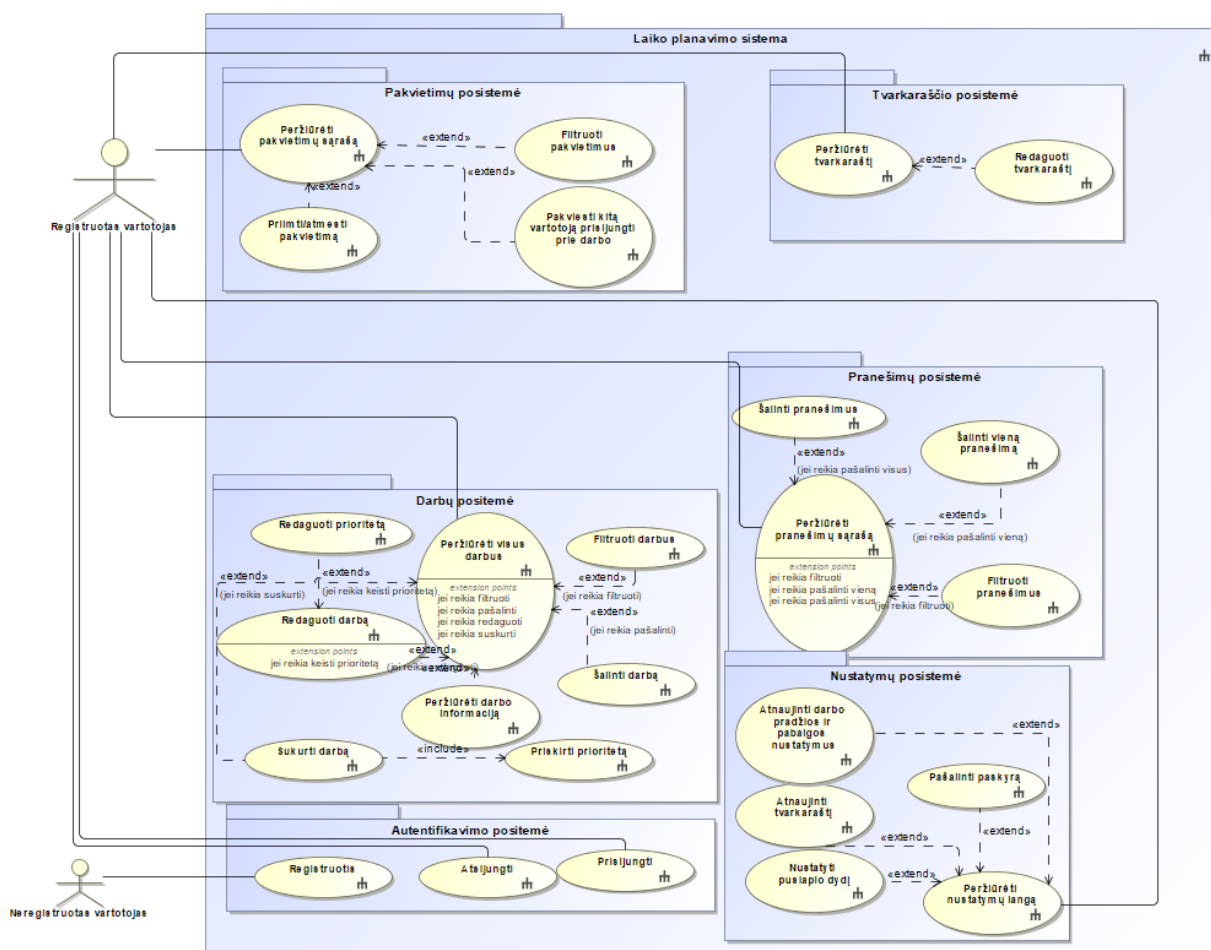 Laiko planavimo sistema
Pakvietimų posistemė
Peržiūrėti
pakvietimų sąrašą
«extend»
Filtruoti
pakvietimus
«extend»
«extend»
Priimti/atmesti
pakvietimą
Pakviesti kitą
vartotoją prisijungti
prie darbo
Tvarkaraščio posistemė
Peržiūrėti
tvarkaraštį
«extend»
Redaguoti
tvarkaraštį
Registruotas vartotojas
Pranešimų posistemė
Šalinti pranešimus
«extend»
(jei reikia pašalinti visus)
Šalinti vieną
pranešimą
«extend»
(jei reikia pašalinti vieną)
Peržiūrėti
pranešimų sąrašą
extension points
jei reikia filtruoti
jei reikia pašalinti vieną
jei reikia pašalinti visus
«extend»
(jei reikia filtruoti)
Filtruoti
pranešimus
Darbų positemė
Redaguoti prioritetą
«extend»
(jei reikia suskurti)
«extend»
(jei reikia keisti prioritetą)
Peržiūrėti visus
darbus
extension points
jei reikia filtruoti
jei reikia pašalinti
jei reikia redaguoti
jei reikia suskurti
Filtruoti darbus
«extend»
(jei reikia filtruoti)
«extend»
(jei reikia pašalinti)
Šalinti darbą
Redaguoti darbą
extension points
jei reikia keisti prioritetą
«extend»
(jei reikia
«extend»
Peržiūrėti darbo
informaciją
Sukurti darbą
«include»
Priskirti prioritetą
Nustatymų posistemė
Atnaujinti darbo
pradžios ir
pabaigos
nustatymus
«extend»
Pašalinti paskyrą
«extend»
Atnaujinti
tvarkaraštį
«extend»
Nustatyti
puslapio dydį
«extend»
Peržiūrėti
nustatymų langą
Autentifikavimo positemė
Registruotis
Atsijungti
Prisijungti
Neregistruotas vartotojas